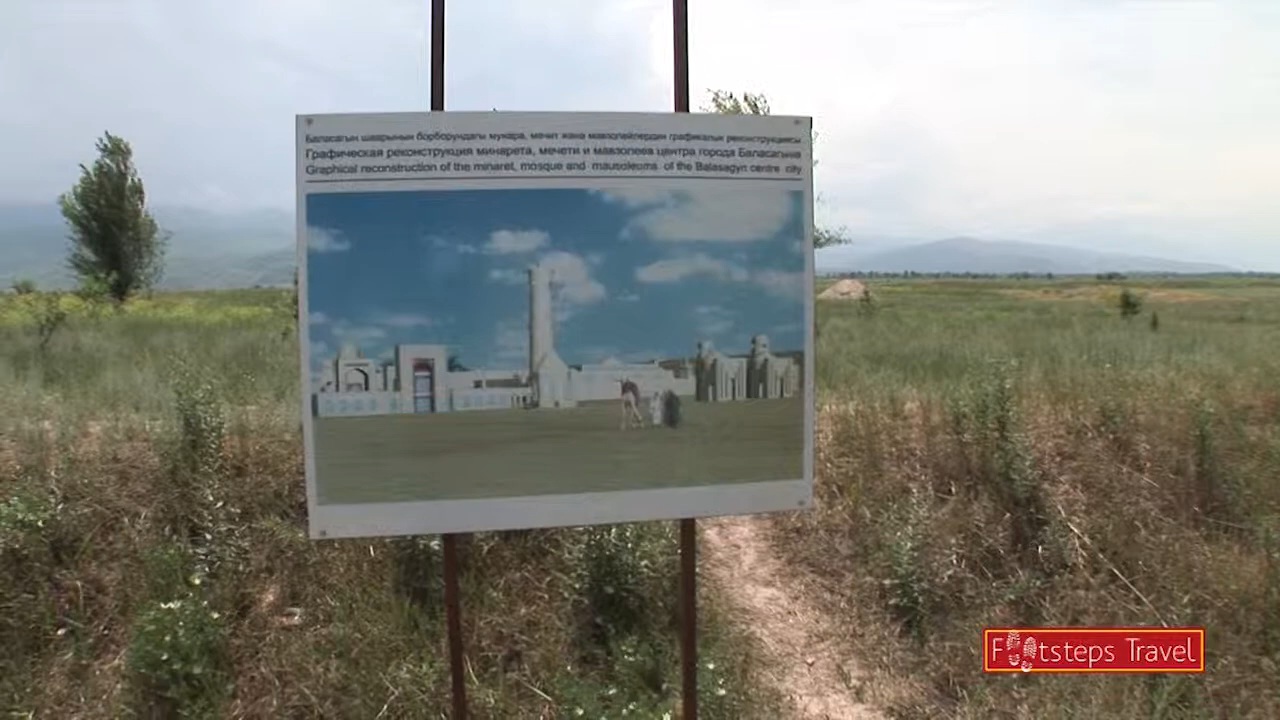 Баласагын шаарынын борборундагы мунара, мечит жана мавзолейлердин графикалык реконструкциясы
Графическая реконструкция минарета, мечети и мавзолеев центра города Баласагына
Graphical reconstruction of the minaret, mosque and mausoleums of the Balasagyn centre city
Footsteps Travel